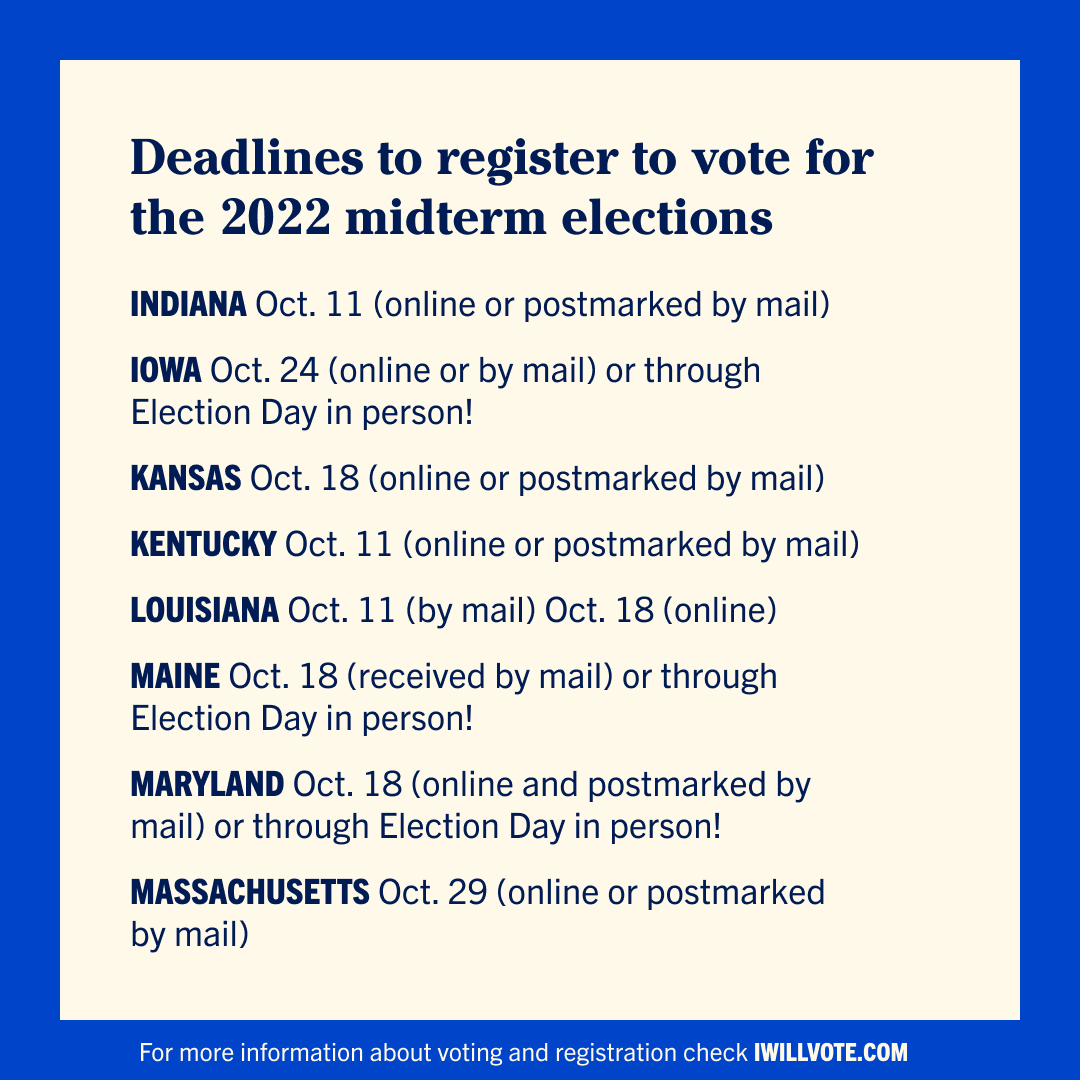 Deadlines to register to vote for
the 2022 midterm elections
INDIANA Oct. 11 (online or postmarked by mail)
IOWA Oct. 24 (online or by mail) or through
Election Day in person!
KANSAS Oct. 18 (online or postmarked by mail)
KENTUCKY Oct. 11 (online or postmarked by mail)
LOUISIANA Oct. 11 (by mail) Oct. 18 (online)
MAINE Oct. 18 (received by mail) or through
Election Day in person!
MARYLAND Oct. 18 (online and postmarked by
mail) or through Election Day in person!
MASSACHUSETTS Oct. 29 (online or postmarked
by mail)
For more information about voting and registration check IWILLVOTE.COM